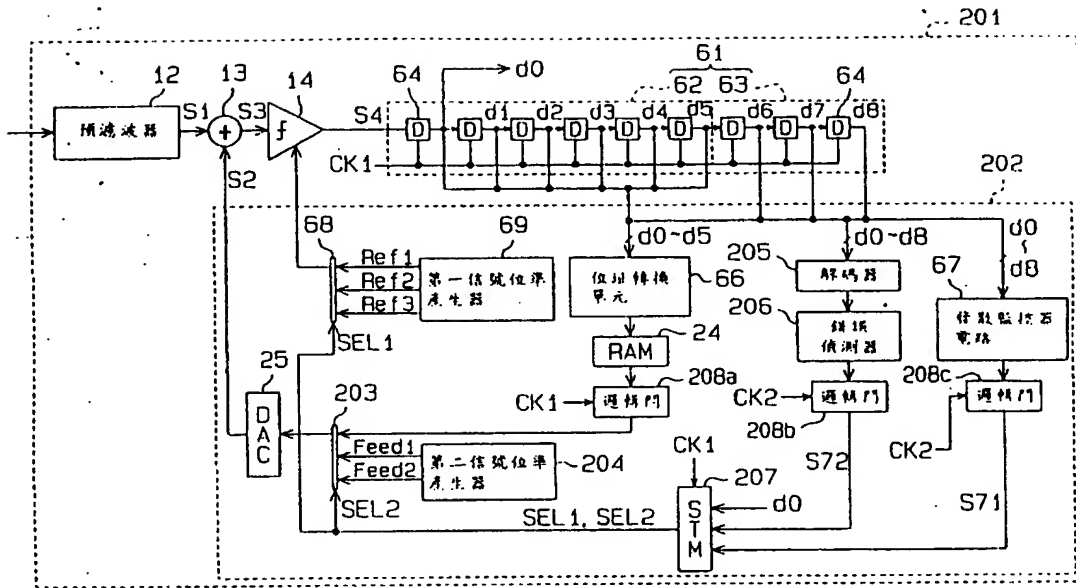 201
12
13
14
64
d0
61
62
63
64
預濾波器
S1
S3
S4
D
D
D
D
D
D
D
D
D
d1
d2
d3
d4
d5
d6
d7
d8
CK1
S2
202
68
69
d0~d5
d0~d8
d0
~
d8
Ref1
Ref2
Ref3
第一信號位準
產生器
位址轉換
單元
66
205
解碼器
206
錯誤
偵測器
67
監控器
電路
SEL1
24
RAM
25
203
208a
CK1
邏輯門
CK2
邏輯門
208b
208c
邏輯門
CK2
DAC
Feed1
Feed2
第二信號位準
產生器
204
CK1
S72
207
SEL2
SEL1, SEL2
STM
d0
S71